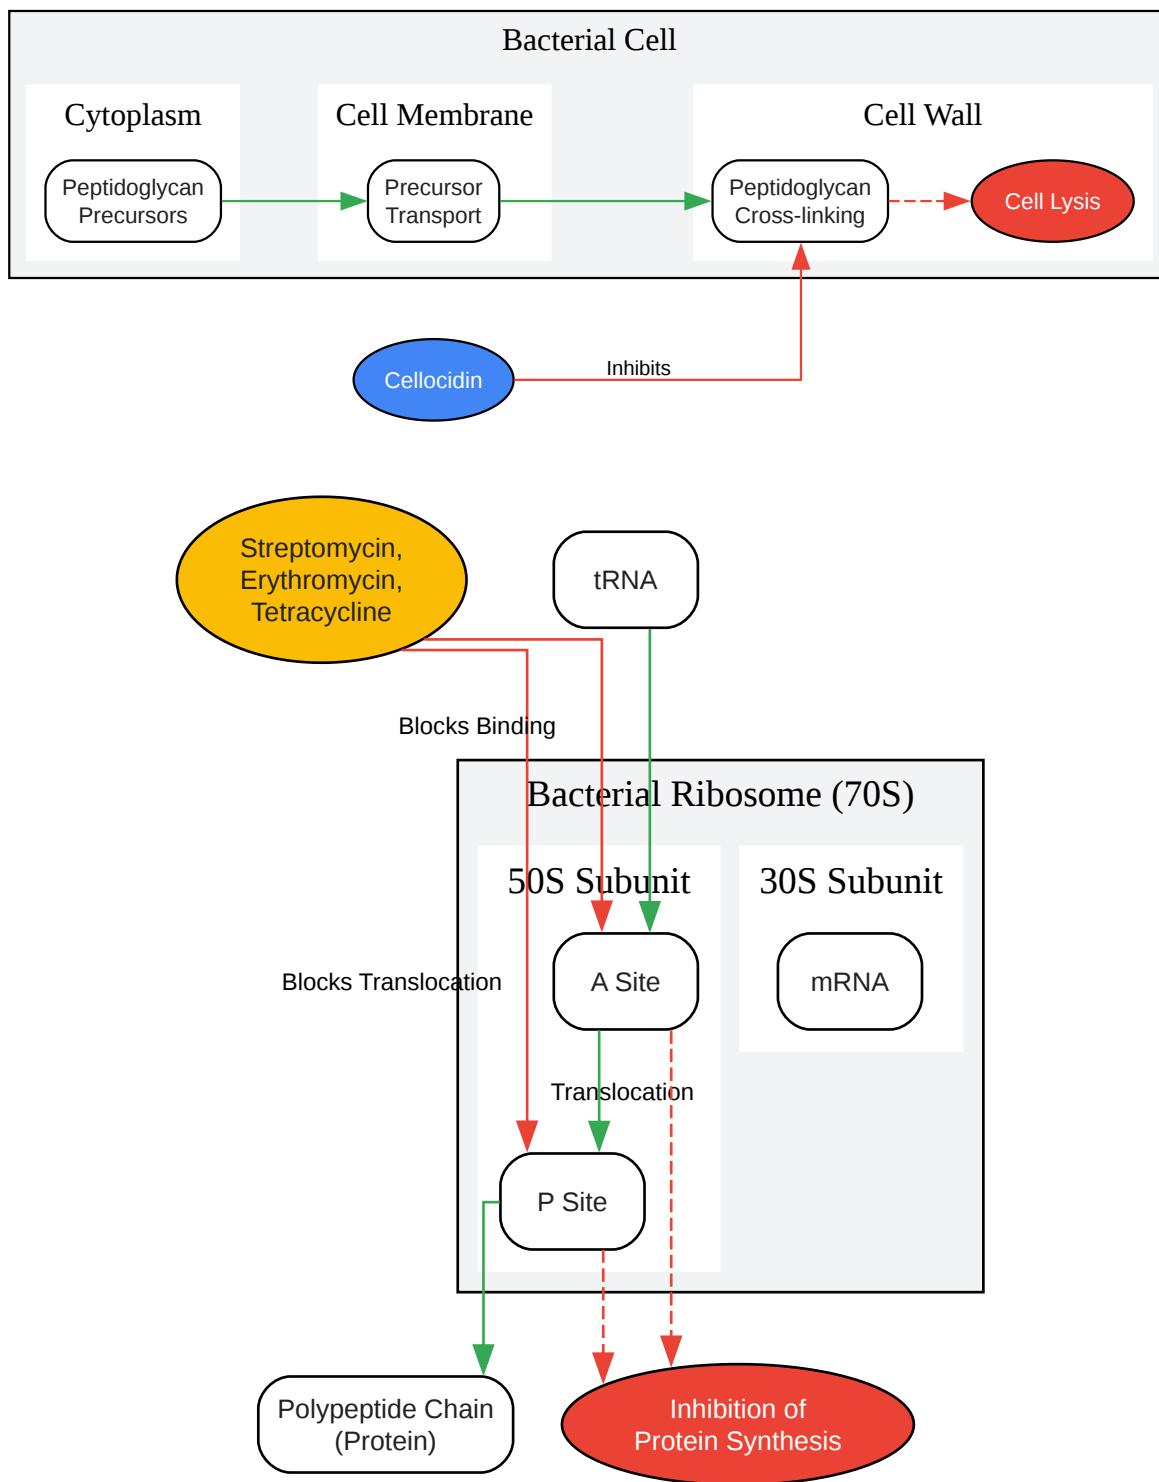 Bacterial Cell
Cytoplasm
Cell Membrane
Cell Wall
Peptidoglycan
Precursors
Precursor
Transport
Peptidoglycan
Cross-linking
Cell Lysis
Cellocidin
Inhibits
Streptomycin,
Erythromycin,
Tetracycline
tRNA
Blocks Binding
Bacterial Ribosome (70S)
50S Subunit
30S Subunit
A Site
mRNA
Blocks Translocation
Translocation
P Site
Polypeptide Chain
(Protein)
Inhibition of
Protein Synthesis